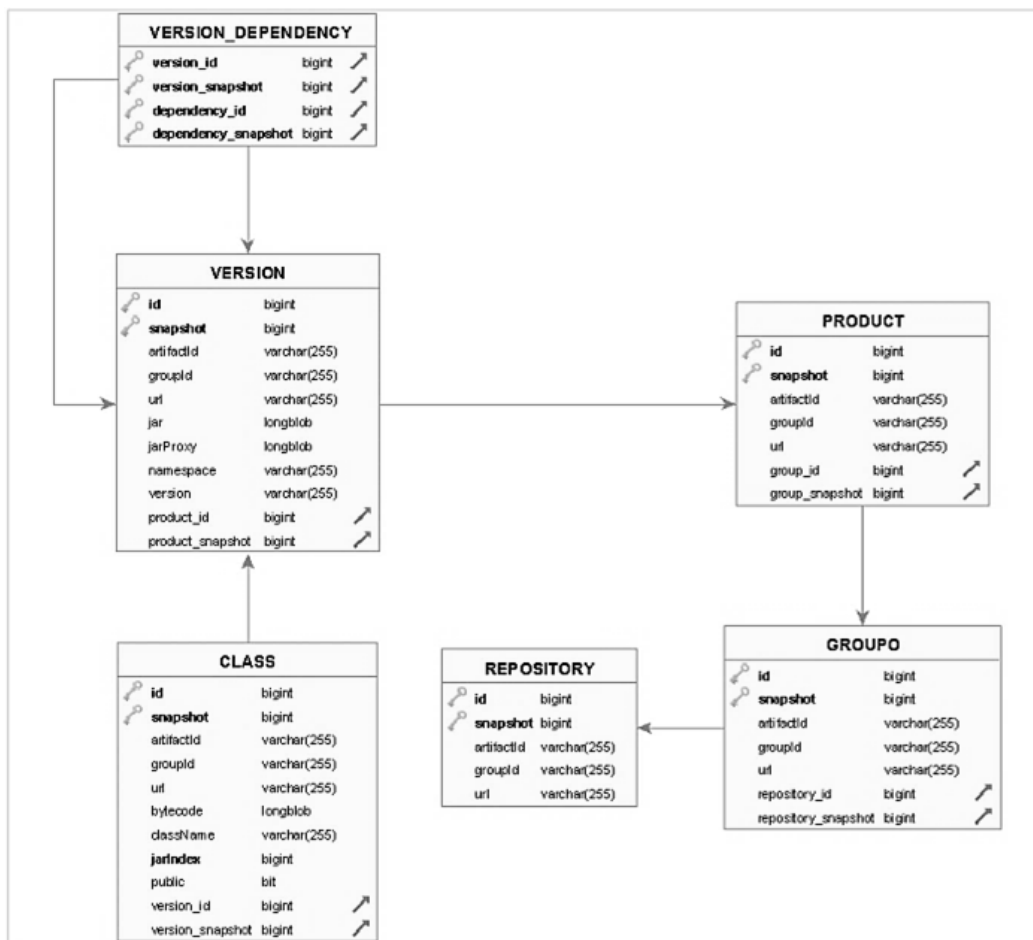 VERSION_DEPENDENCY
version_id bigint
version_snapshot bigint
dependency_id bigint
dependency_snapshot bigint
VERSION
id bigint
snapshot bigint
artifactId varchar(255)
groupId varchar(255)
url varchar(255)
jar longblob
jarProxy longblob
namespace varchar(255)
version varchar(255)
product_id bigint
product_snapshot bigint
PRODUCT
id bigint
snapshot bigint
artifactId varchar(255)
groupId varchar(255)
url varchar(255)
group_id bigint
group_snapshot bigint
CLASS
id bigint
snapshot bigint
artifactId varchar(255)
groupId varchar(255)
url varchar(255)
bytecode longblob
className varchar(255)
jarIndex bigint
public bit
version_id bigint
version_snapshot bigint
REPOSITORY
id bigint
snapshot bigint
artifactId varchar(255)
groupId varchar(255)
url varchar(255)
GROUPO
id bigint
snapshot bigint
artifactId varchar(255)
groupId varchar(255)
url varchar(255)
repository_id bigint
repository_snapshot bigint